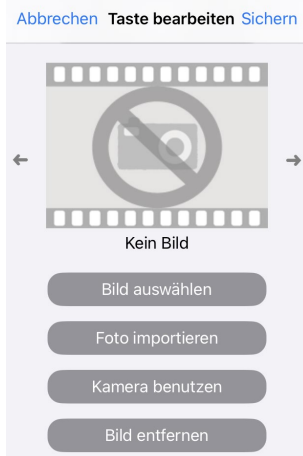 Abbrechen Taste bearbeiten Sichern
Kein Bild
Bild auswählen
Foto importieren
Kamera benutzen
Bild entfernen